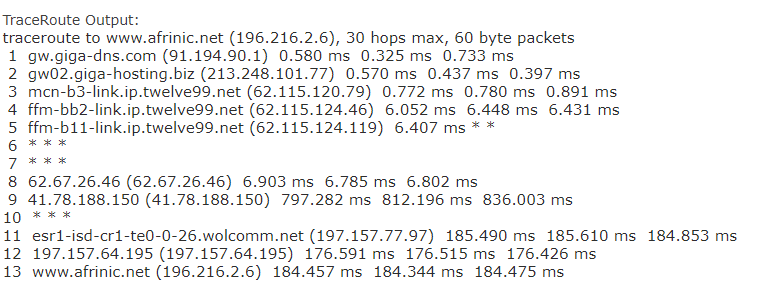 TraceRoute Output:
traceroute to www.afrinic.net (196.216.2.6), 30 hops max, 60 byte packets
1 gw.giga-dns.com (91.194.90.1) 0.580 ms 0.325 ms 0.733 ms
2 gw02.giga-hosting.biz (213.248.101.77) 0.570 ms 0.437 ms 0.397 ms
3 mcn-b3-link.ip.twelve99.net (62.115.120.79) 0.772 ms 0.780 ms 0.891 ms
4 ffm-bb2-link.ip.twelve99.net (62.115.124.46) 6.052 ms 6.448 ms 6.431 ms
5 ffm-b11-link.ip.twelve99.net (62.115.124.119) 6.407 ms * *
6 * * *
7 * * *
8 62.67.26.46 (62.67.26.46) 6.903 ms 6.785 ms 6.802 ms
9 41.78.188.150 (41.78.188.150) 797.282 ms 812.196 ms 836.003 ms
10 * * *
11 esr1-isd-cr1-te0-0-26.wolcomm.net (197.157.77.97) 185.490 ms 185.610 ms 184.853 ms
12 197.157.64.195 (197.157.64.195) 176.591 ms 176.515 ms 176.426 ms
13 www.afrinic.net (196.216.2.6) 184.457 ms 184.344 ms 184.475 ms